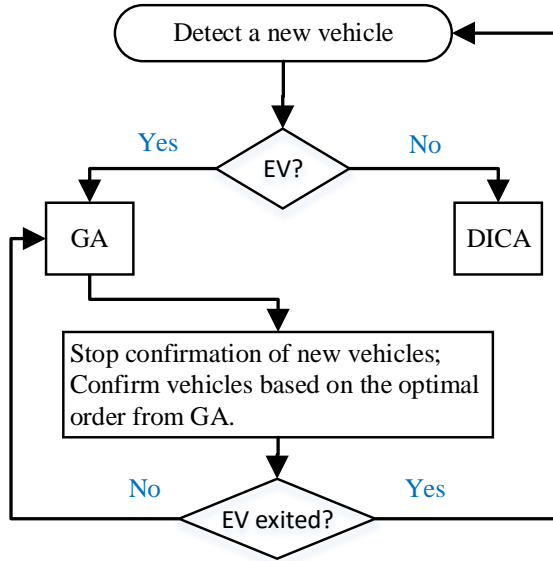 Detect a new vehicle
Yes
EV?
No
GA
DICA
Stop confirmation of new vehicles;
Confirm vehicles based on the optimal
order from GA.
No
EV exited?
Yes